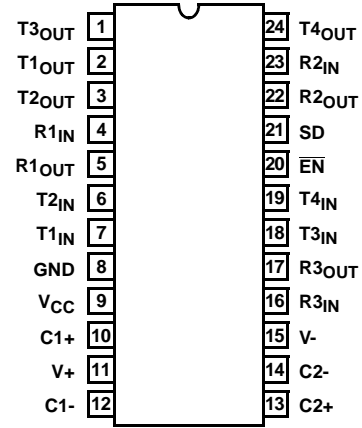 T3OUT 1 24 T4OUT
T1OUT 2 23 R2IN
T2OUT 3 22 R2OUT
R1IN 4 21 SD
R1OUT 5 20 E̅N̅
T2IN 6 19 T4IN
T1IN 7 18 T3IN
GND 8 17 R3OUT
VCC 9 16 R3IN
C1+ 10 15 V-
V+ 11 14 C2-
C1- 12 13 C2+